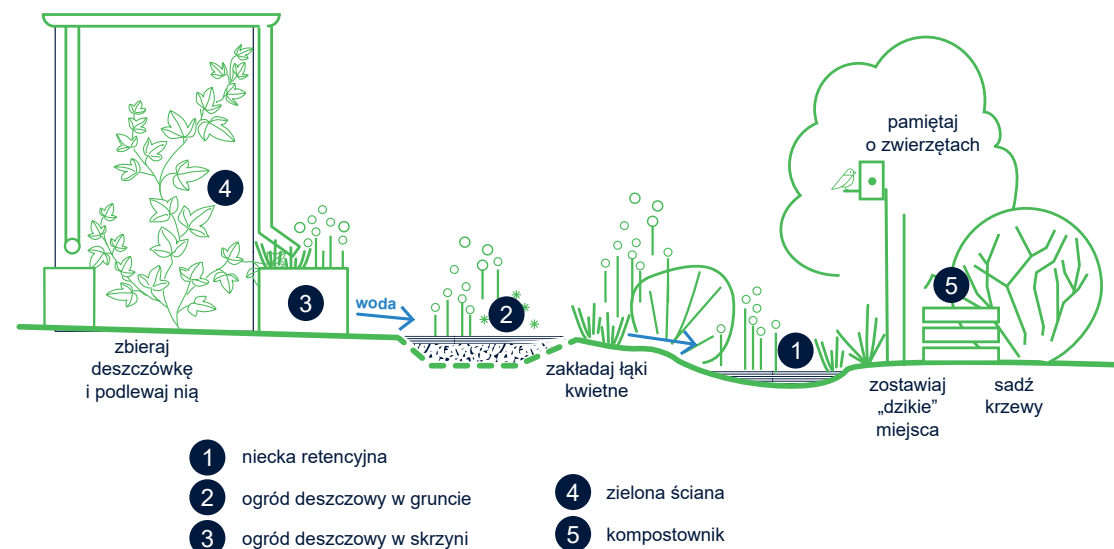 pamiętaj
o zwierzętach
4
5
3
woda
2
1
zbieraj
deszczówkę
i podlewaj nią
zakładaj łąki
kwietne
zostawiaj
„dzikie”
miejsca
sadź
krzewy
1 niecka retencyjna
2 ogród deszczowy w gruncie
3 ogród deszczowy w skrzyni
4 zielona ściana
5 kompostownik